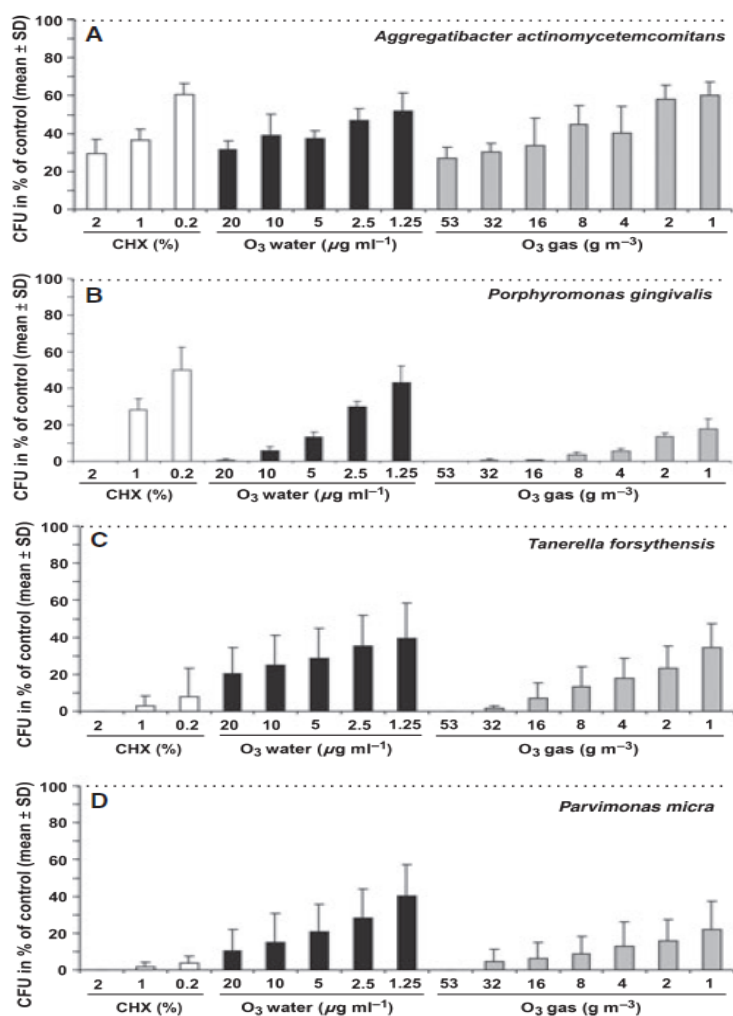 A
Aggregatibacter actinomycetemcomitans
CFU in % of control (mean ± SD)
100
80
60
40
20
0
2 1 0.2 20 10 5 2.5 1.25 53 32 16 8 4 2 1
CHX (%) O3 water (µg ml⁻¹) O3 gas (g m⁻³)
B
Porphyromonas gingivalis
CFU in % of control (mean ± SD)
100
80
60
40
20
0
2 1 0.2 20 10 5 2.5 1.25 53 32 16 8 4 2 1
CHX (%) O3 water (µg ml⁻¹) O3 gas (g m⁻³)
C
Tanerella forsythensis
CFU in % of control (mean ± SD)
100
80
60
40
20
0
2 1 0.2 20 10 5 2.5 1.25 53 32 16 8 4 2 1
CHX (%) O3 water (µg ml⁻¹) O3 gas (g m⁻³)
D
Parvimonas micra
CFU in % of control (mean ± SD)
100
80
60
40
20
0
2 1 0.2 20 10 5 2.5 1.25 53 32 16 8 4 2 1
CHX (%) O3 water (µg ml⁻¹) O3 gas (g m⁻³)